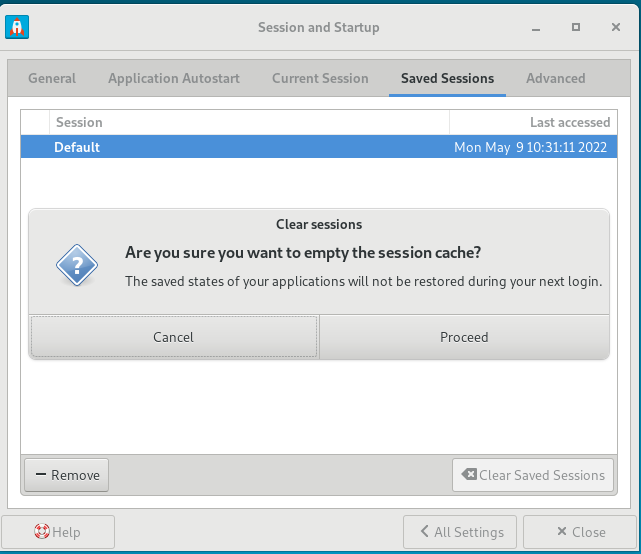 Session and Startup
General Application Autostart Current Session Saved Sessions Advanced
Session Last accessed
Default Mon May 9 10:31:11 2022
Clear sessions
Are you sure you want to empty the session cache?
The saved states of your applications will not be restored during your next login.
Cancel Proceed
Remove Clear Saved Sessions
Help All Settings Close